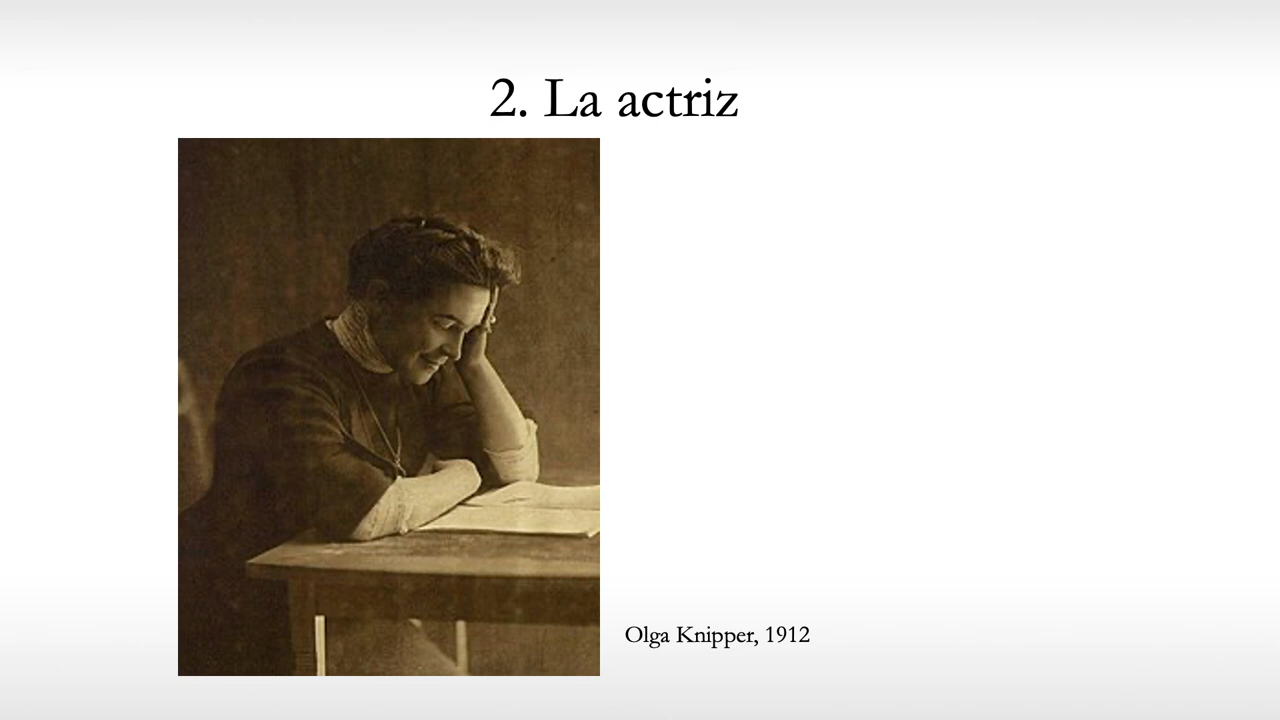 2. La actriz
Olga Knipper, 1912